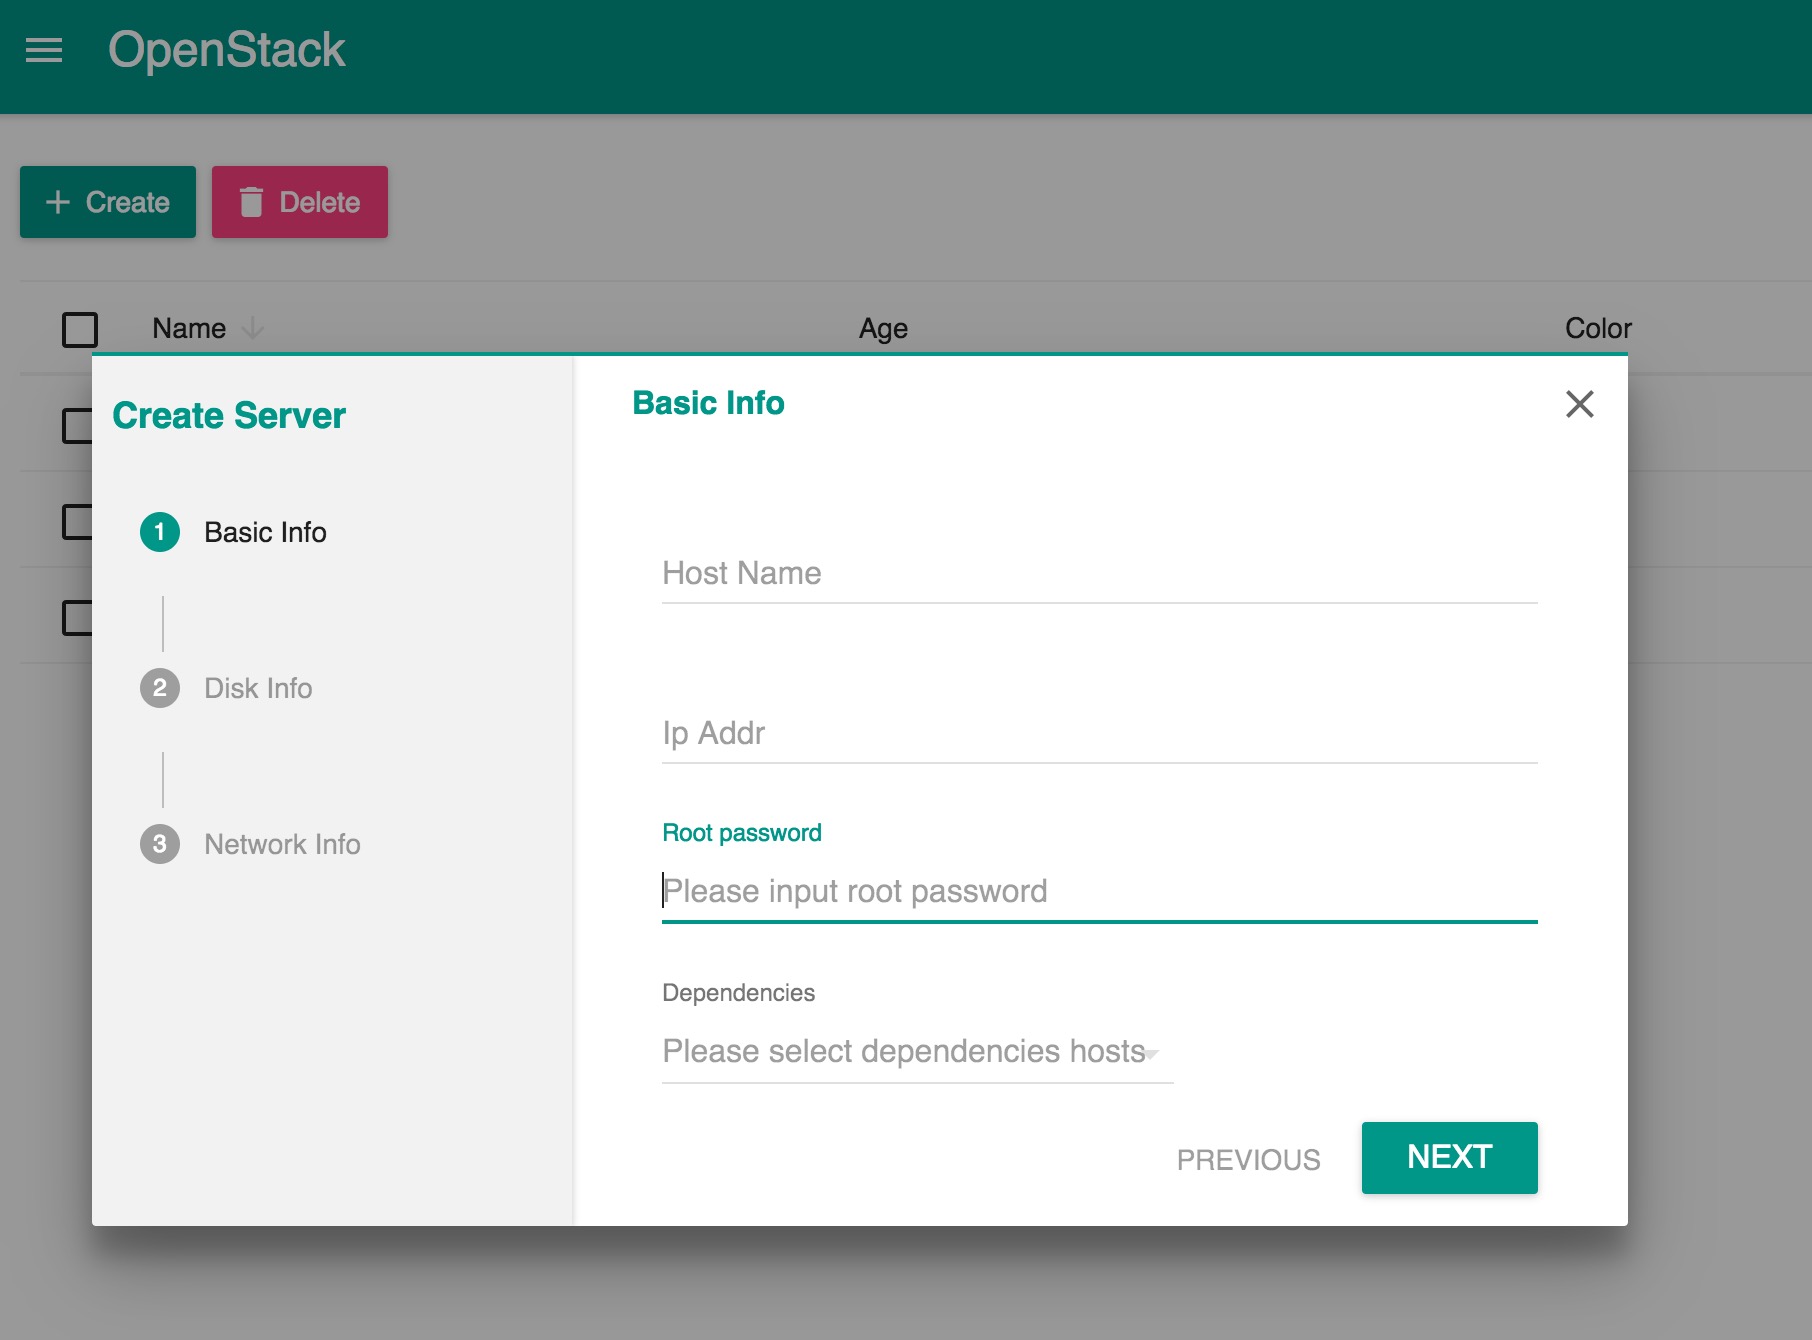 OpenStack
+ Create
Delete
Name
Age
Color
Create Server
1 Basic Info
2 Disk Info
3 Network Info
Basic Info
Host Name
Ip Addr
Root password
Please input root password
Dependencies
Please select dependencies hosts
PREVIOUS
NEXT